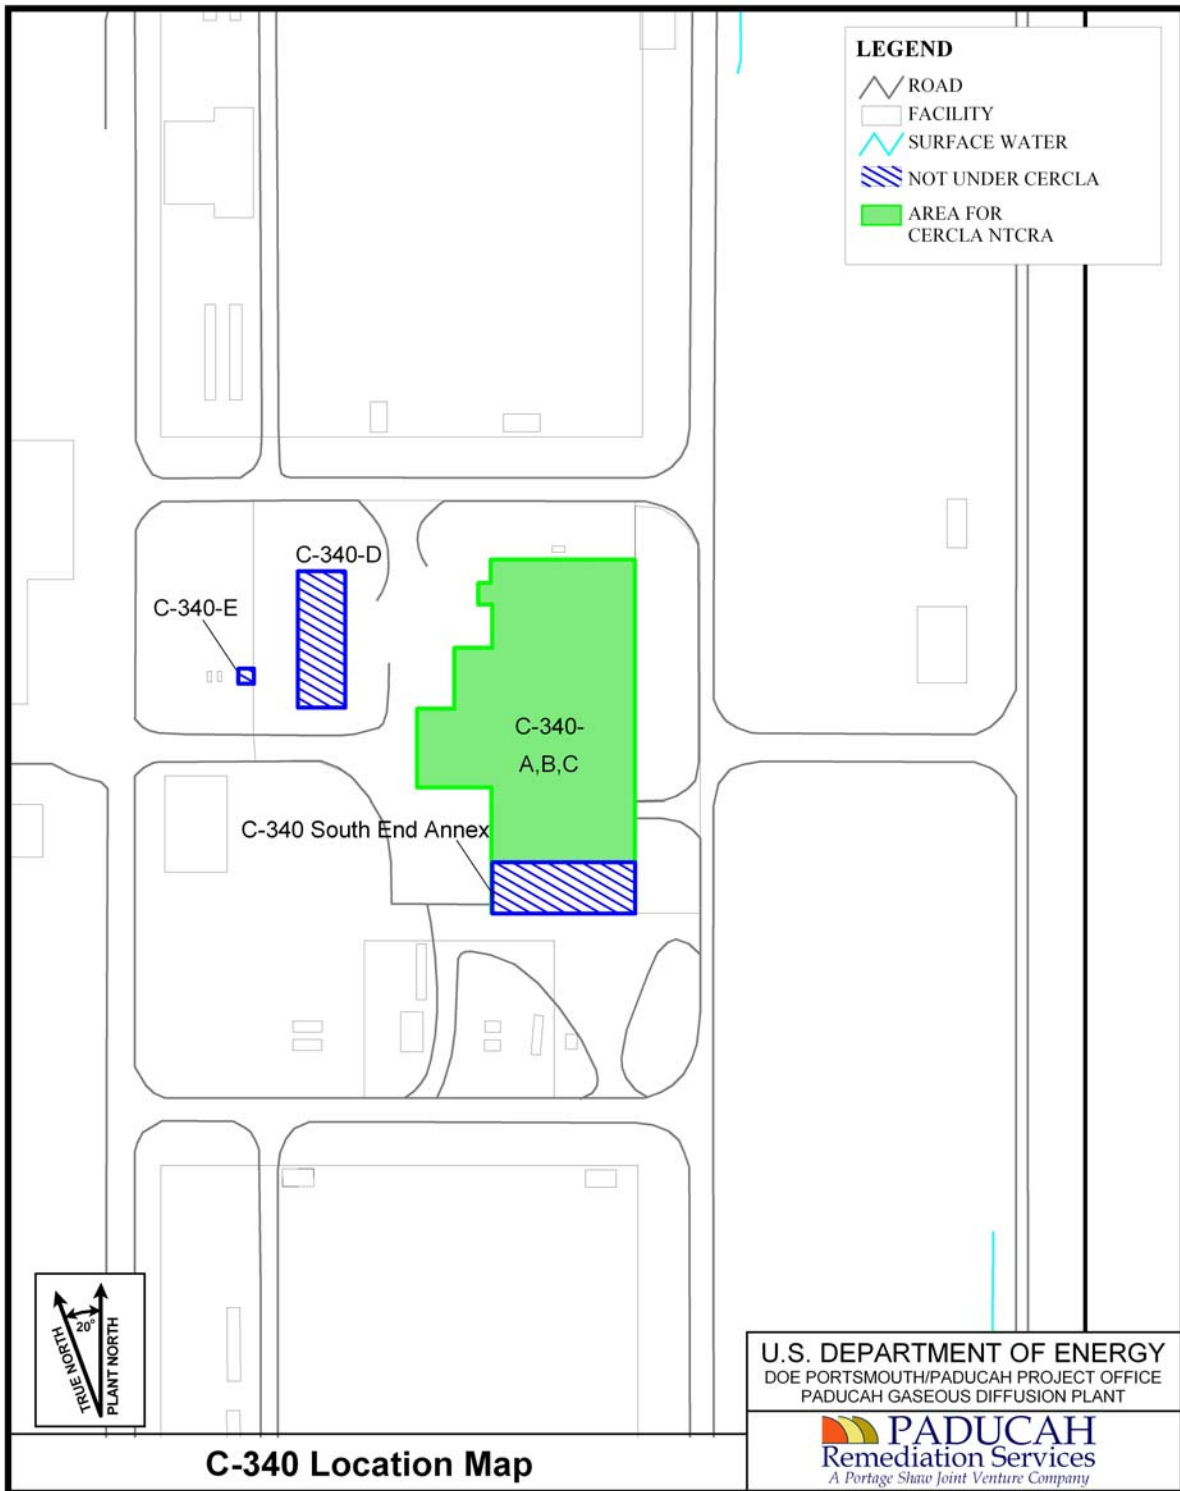 LEGEND
ROAD
FACILITY
SURFACE WATER
NOT UNDER CERCLA
AREA FOR
CERCLA NTCRA
C-340-D
C-340-E
C-340-
A,B,C
C-340 South End Annex
20°
TRUE NORTH
PLANT NORTH
U.S. DEPARTMENT OF ENERGY
DOE PORTSMOUTH/PADUCAH PROJECT OFFICE
PADUCAH GASEOUS DIFFUSION PLANT
C-340 Location Map
PADUCAH
Remediation Services
A Portage Shaw Joint Venture Company